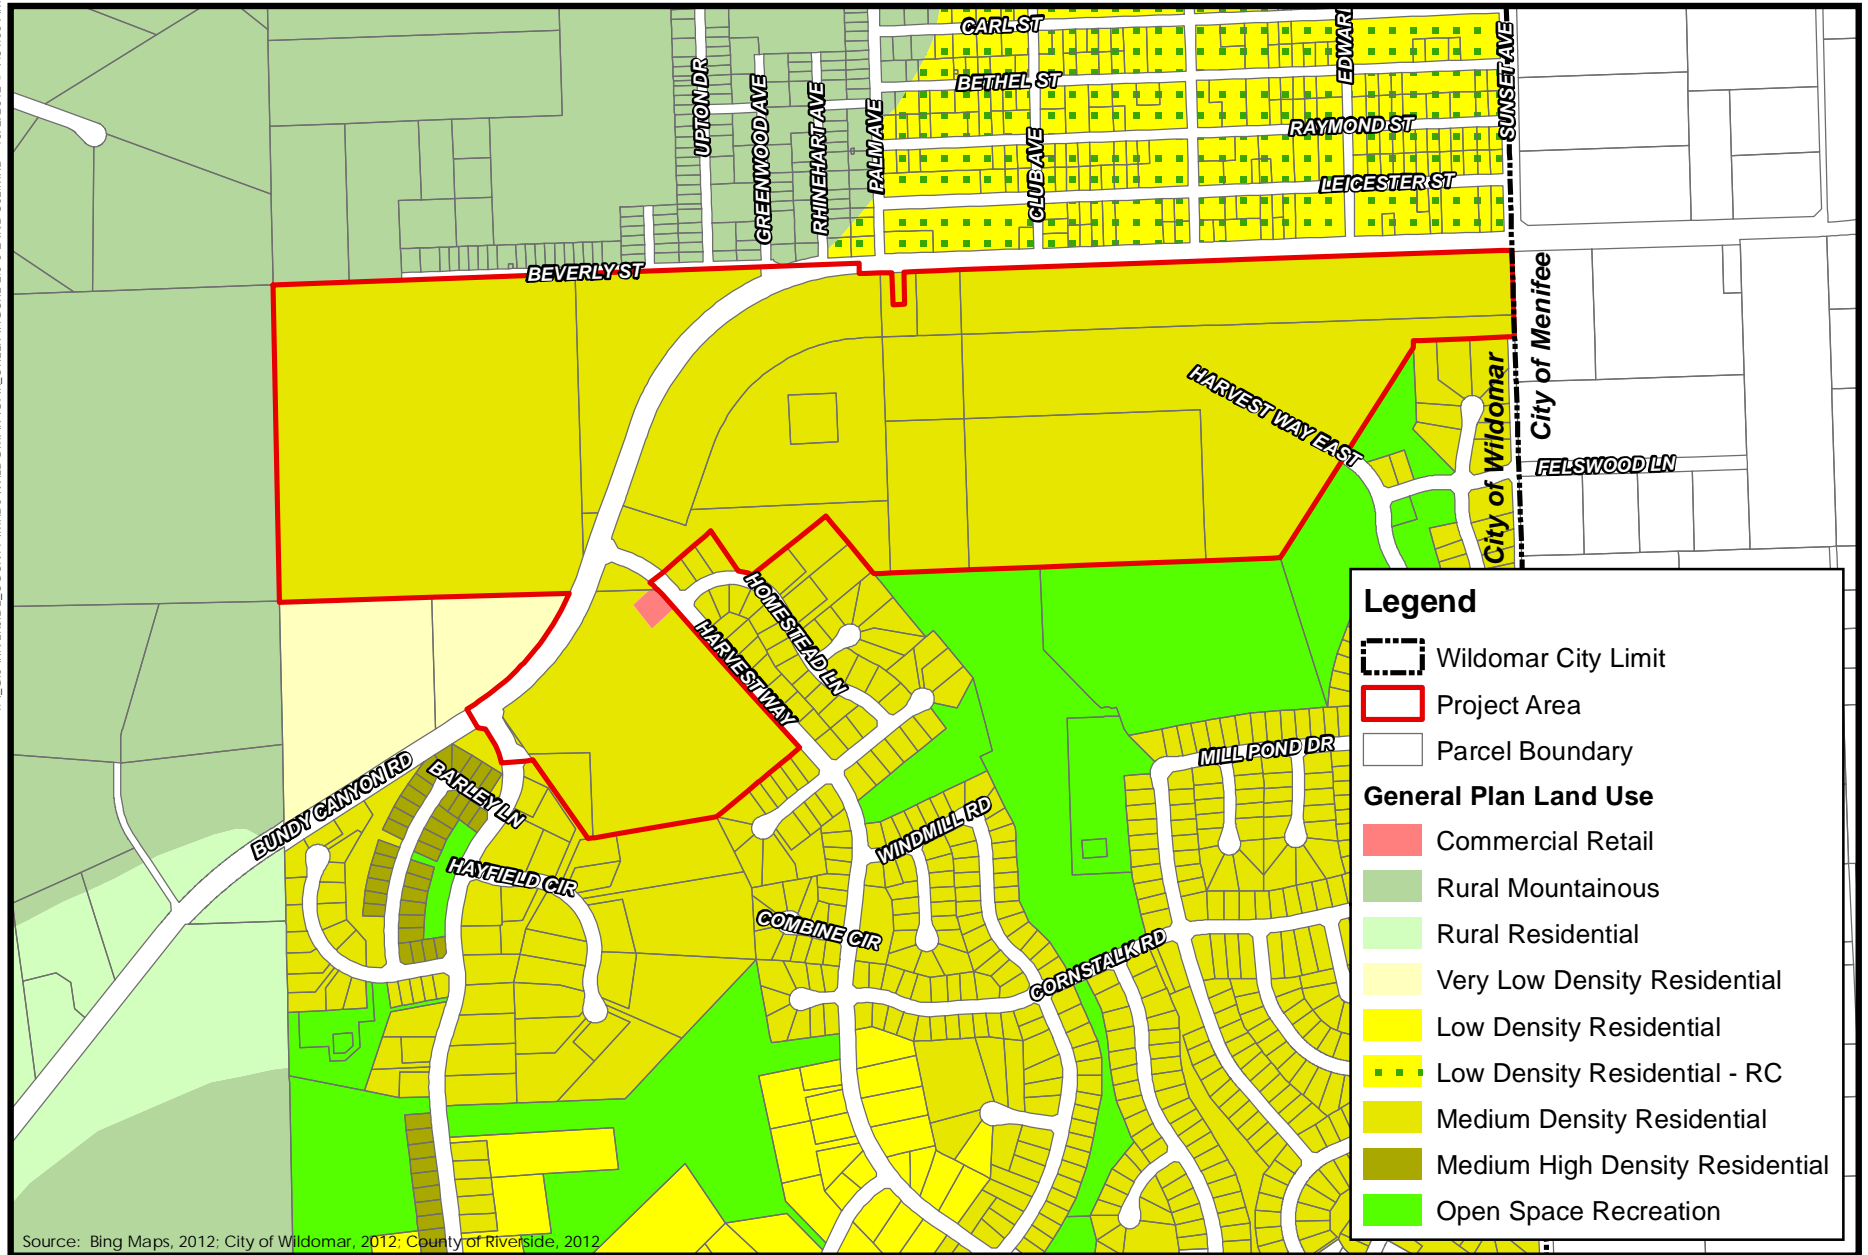 CARL ST
BETHEL ST
RAYMOND ST
LEICESTER ST
UPTON DR
GREENWOOD AVE
RHINEHART AVE
PALM AVE
CLUB AVE
EDWAR
SUNSET AVE
BEVERLY ST
City of Menifee
City of Wildomar
HARVEST WAY EAST
FELSWOOD LN
HOMESTEAD LN
HARVEST WAY
BUNDY CANYON RD
BARLEY LN
HAYFIELD CIR
WINDMILL RD
COMBINE CIR
CORNSTALK RD
MILL POND DR
Legend
Wildomar City Limit
Project Area
Parcel Boundary
General Plan Land Use
Commercial Retail
Rural Mountainous
Rural Residential
Very Low Density Residential
Low Density Residential
Low Density Residential - RC
Medium Density Residential
Medium High Density Residential
Open Space Recreation
Source: Bing Maps, 2012; City of Wildomar, 2012; County of Riverside, 2012